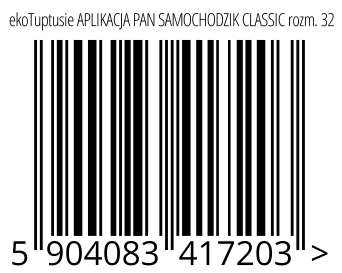 ekoTuptusie APLIKACJA PAN SAMOCHODZIK CLASSIC rozm. 32
5 904083 417203 >